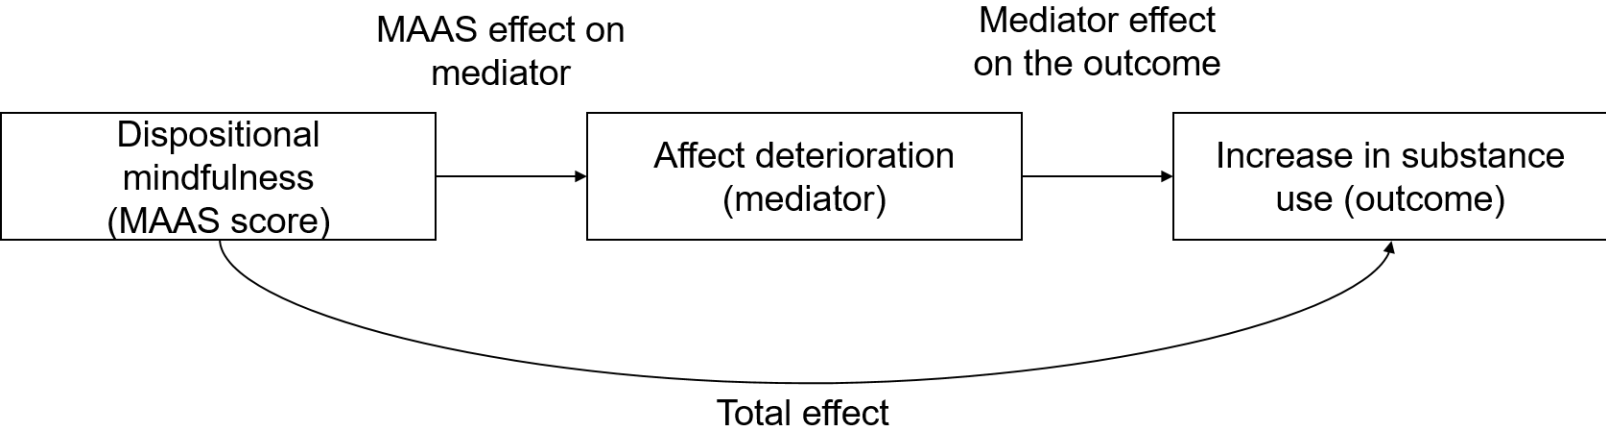 MAAS effect on
mediator
Mediator effect
on the outcome
Dispositional
mindfulness
(MAAS score)
Affect deterioration
(mediator)
Increase in substance
use (outcome)
Total effect